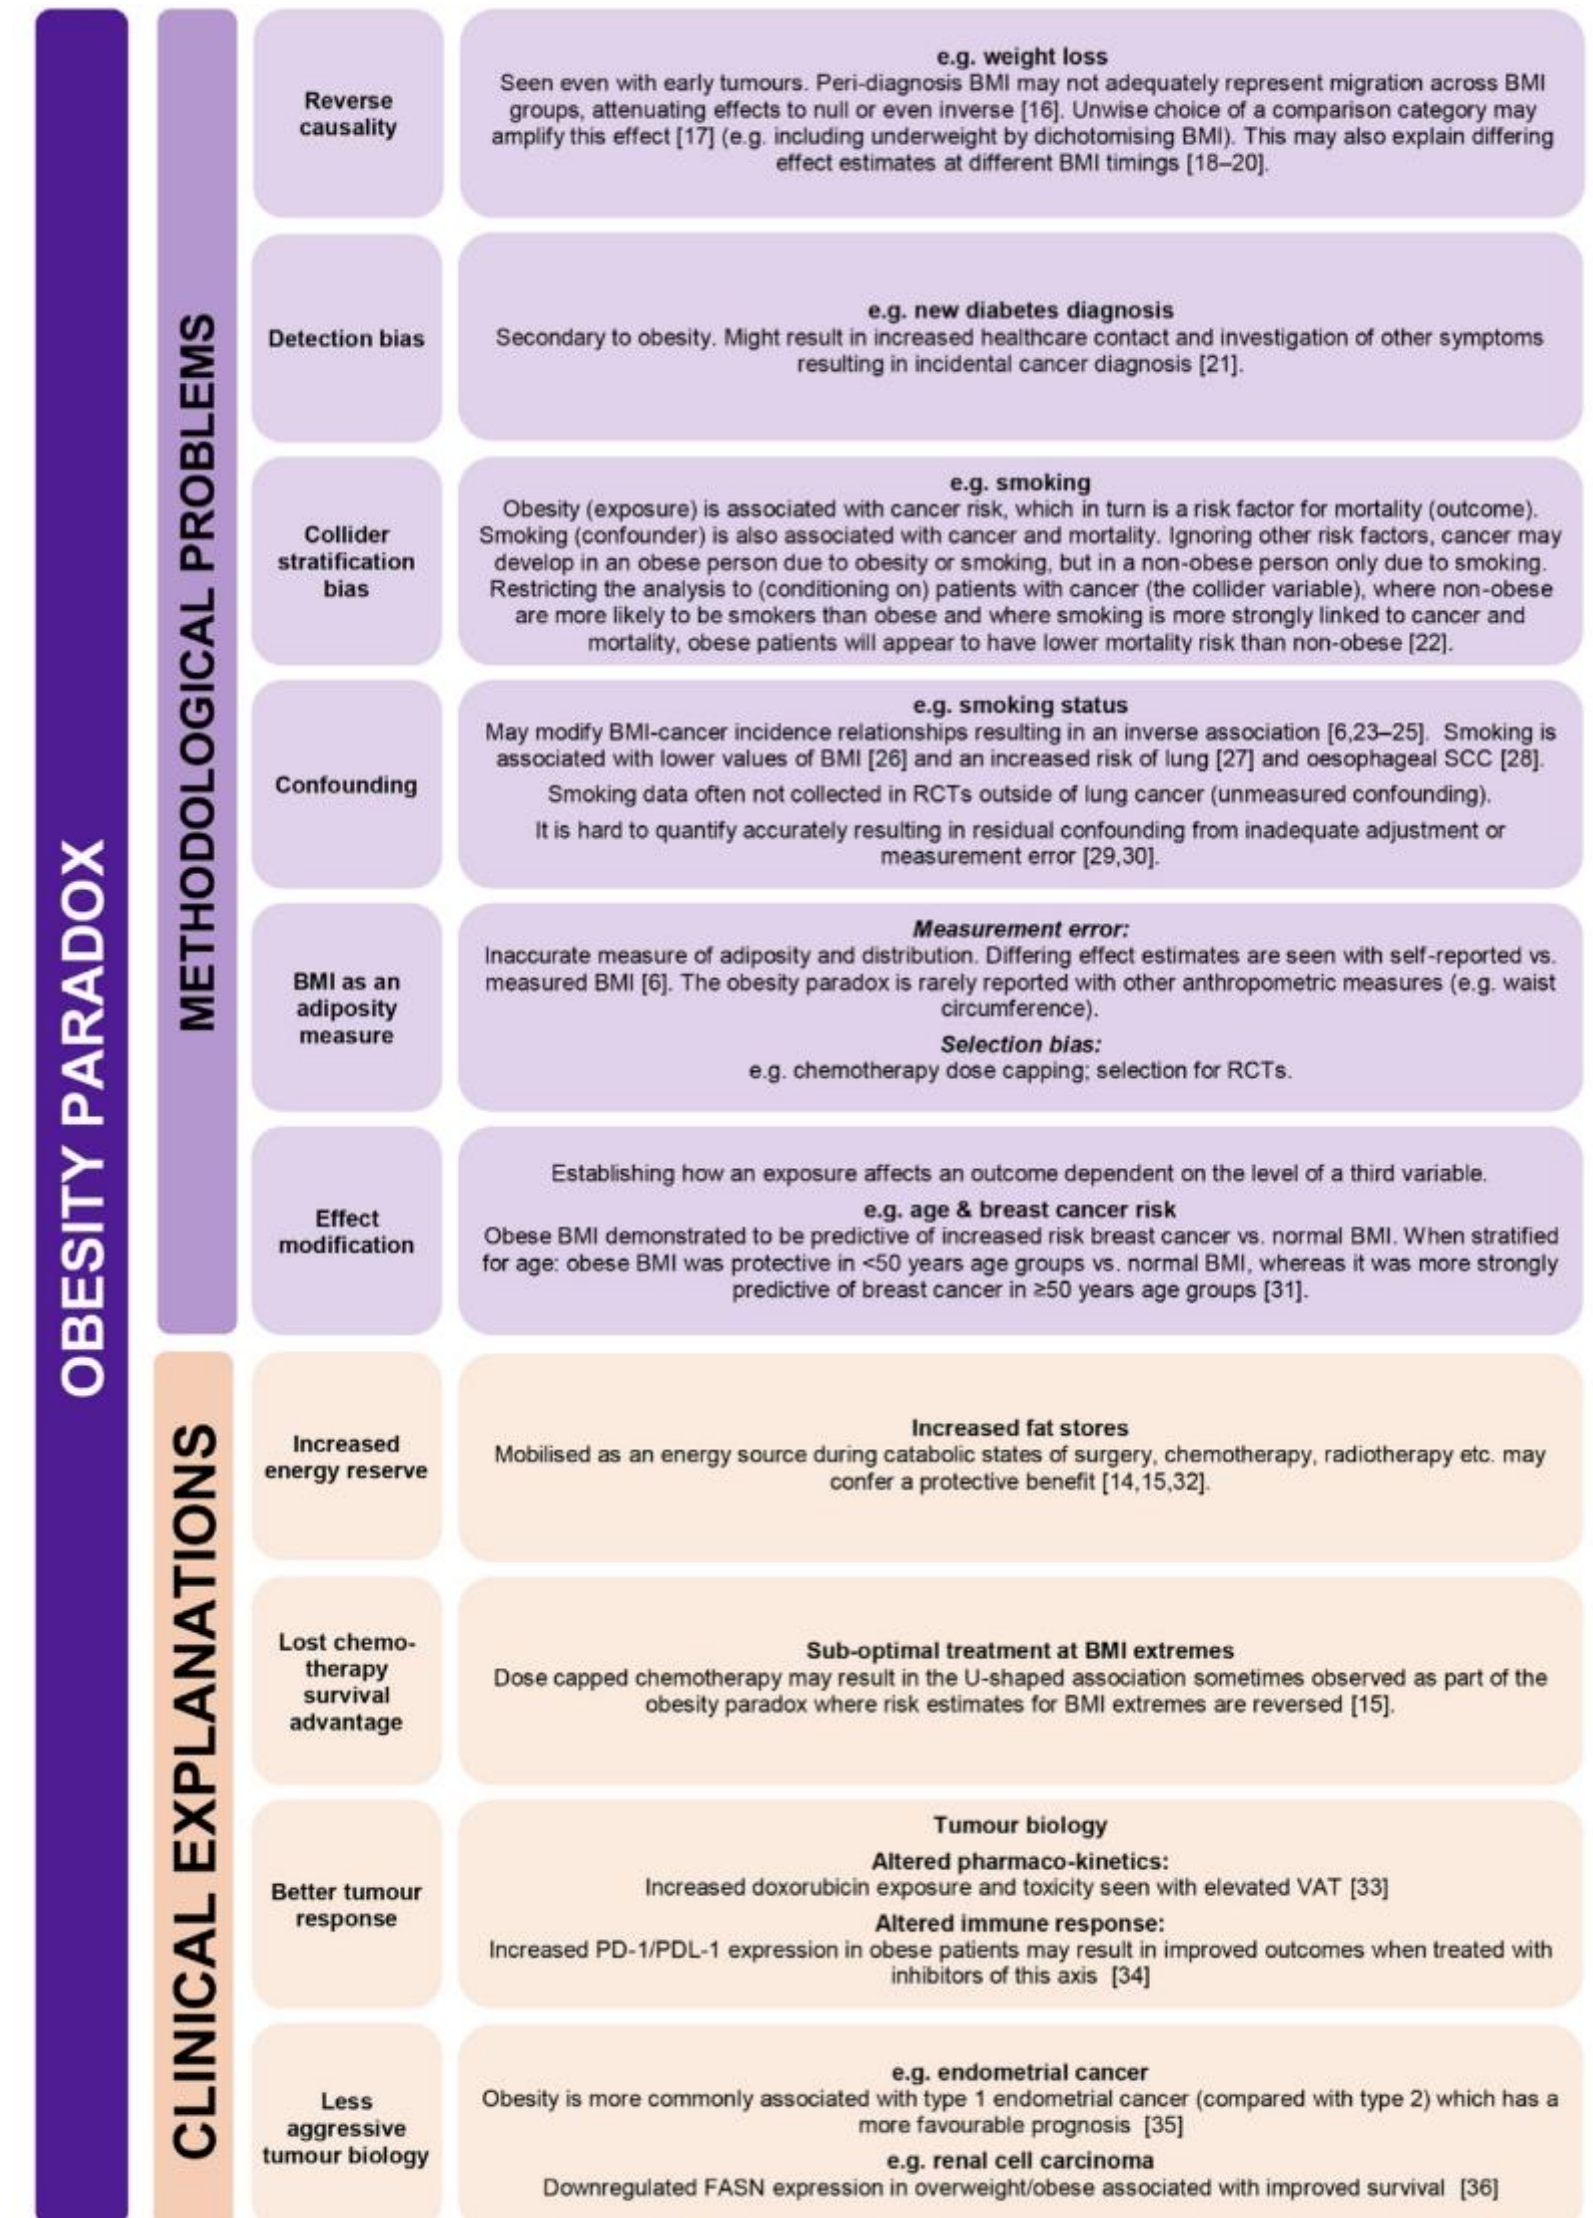 OBESITY PARADOX
METHODOLOGICAL PROBLEMS
Reverse
causality
e.g. weight loss
Seen even with early tumours. Peri-diagnosis BMI may not adequately represent migration across BMI
groups, attenuating effects to null or even inverse [16]. Unwise choice of a comparison category may
amplify this effect [17] (e.g. including underweight by dichotomising BMI). This may also explain differing
effect estimates at different BMI timings [18–20].
Detection bias
e.g. new diabetes diagnosis
Secondary to obesity. Might result in increased healthcare contact and investigation of other symptoms
resulting in incidental cancer diagnosis [21].
Collider
stratification
bias
e.g. smoking
Obesity (exposure) is associated with cancer risk, which in turn is a risk factor for mortality (outcome).
Smoking (confounder) is also associated with cancer and mortality. Ignoring other risk factors, cancer may
develop in an obese person due to obesity or smoking, but in a non-obese person only due to smoking.
Restricting the analysis to (conditioning on) patients with cancer (the collider variable), where non-obese
are more likely to be smokers than obese and where smoking is more strongly linked to cancer and
mortality, obese patients will appear to have lower mortality risk than non-obese [22].
Confounding
e.g. smoking status
May modify BMI-cancer incidence relationships resulting in an inverse association [6,23–25]. Smoking is
associated with lower values of BMI [26] and an increased risk of lung [27] and oesophageal SCC [28].
Smoking data often not collected in RCTs outside of lung cancer (unmeasured confounding).
It is hard to quantify accurately resulting in residual confounding from inadequate adjustment or
measurement error [29,30].
BMI as an
adiposity
measure
Measurement error:
Inaccurate measure of adiposity and distribution. Differing effect estimates are seen with self-reported vs.
measured BMI [6]. The obesity paradox is rarely reported with other anthropometric measures (e.g. waist
circumference).
Selection bias:
e.g. chemotherapy dose capping; selection for RCTs.
Effect
modification
Establishing how an exposure affects an outcome dependent on the level of a third variable.
e.g. age & breast cancer risk
Obese BMI demonstrated to be predictive of increased risk breast cancer vs. normal BMI. When stratified
for age: obese BMI was protective in <50 years age groups vs. normal BMI, whereas it was more strongly
predictive of breast cancer in ≥50 years age groups [31].
CLINICAL EXPLANATIONS
Increased
energy reserve
Increased fat stores
Mobilised as an energy source during catabolic states of surgery, chemotherapy, radiotherapy etc. may
confer a protective benefit [14,15,32].
Lost chemo-
therapy
survival
advantage
Sub-optimal treatment at BMI extremes
Dose capped chemotherapy may result in the U-shaped association sometimes observed as part of the
obesity paradox where risk estimates for BMI extremes are reversed [15].
Better tumour
response
Tumour biology
Altered pharmaco-kinetics:
Increased doxorubicin exposure and toxicity seen with elevated VAT [33]
Altered immune response:
Increased PD-1/PDL-1 expression in obese patients may result in improved outcomes when treated with
inhibitors of this axis [34]
Less
aggressive
tumour biology
e.g. endometrial cancer
Obesity is more commonly associated with type 1 endometrial cancer (compared with type 2) which has a
more favourable prognosis [35]
e.g. renal cell carcinoma
Downregulated FASN expression in overweight/obese associated with improved survival [36]